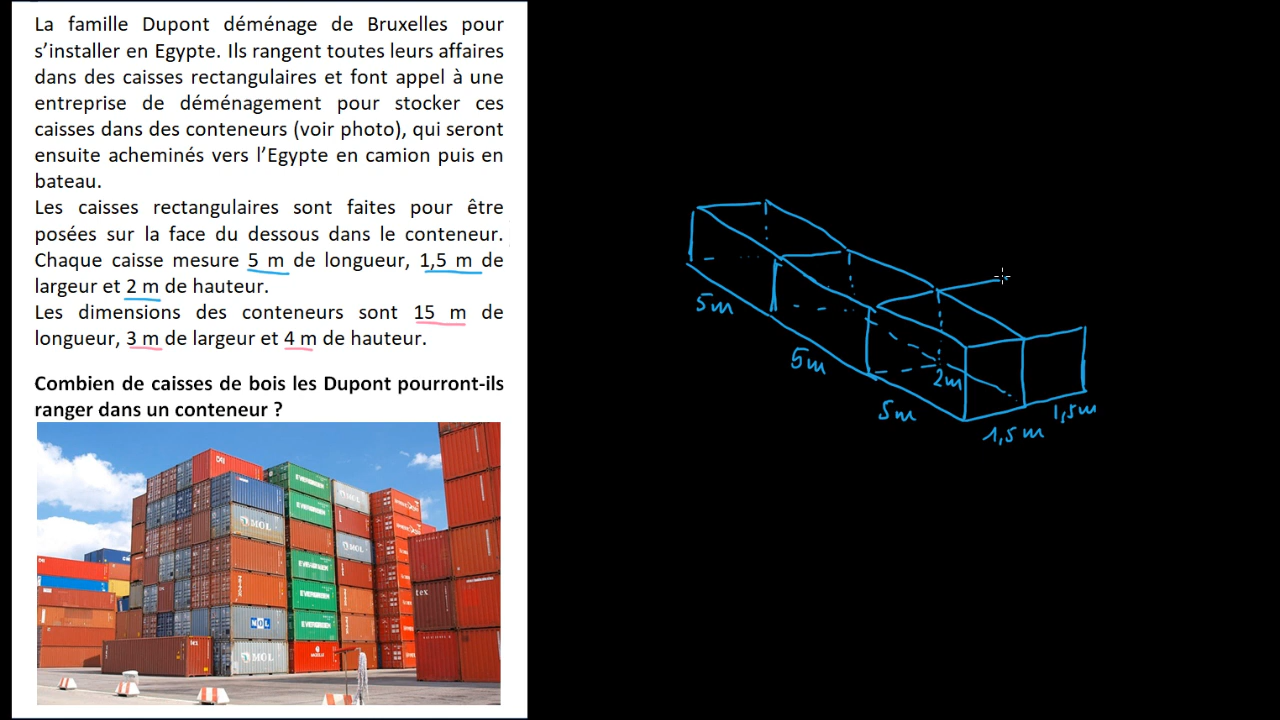 La famille Dupont déménage de Bruxelles pour
s'installer en Egypte. Ils rangent toutes leurs affaires
dans des caisses rectangulaires et font appel à une
entreprise de déménagement pour stocker ces
caisses dans des conteneurs (voir photo), qui seront
ensuite acheminés vers l'Egypte en camion puis en
bateau.
Les caisses rectangulaires sont faites pour être
posées sur la face du dessous dans le conteneur.
Chaque caisse mesure 5 m de longueur, 1,5 m de
largeur et 2 m de hauteur.
Les dimensions des conteneurs sont 15 m de
longueur, 3 m de largeur et 4 m de hauteur.
Combien de caisses de bois les Dupont pourront-ils
ranger dans un conteneur ?
MOL
EVERGREEN
MOL
5m
5m
5m
2m
1,5m
1,5m